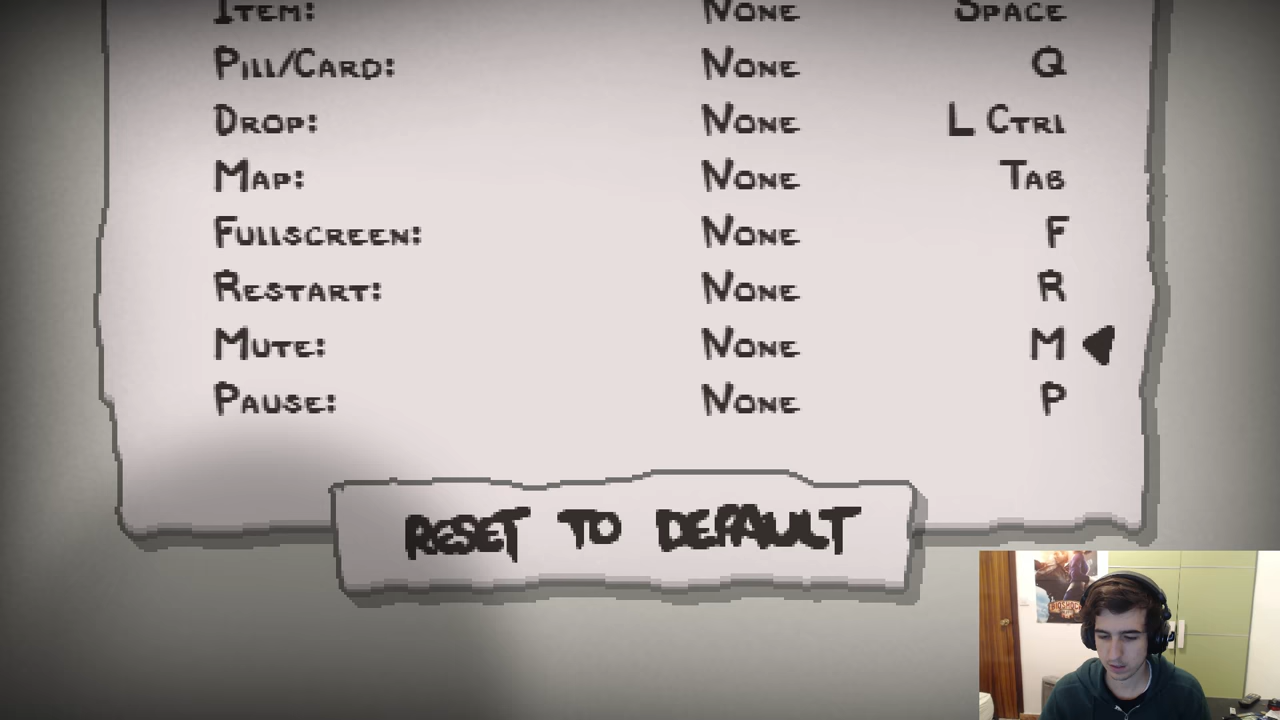 Item: None Space
Pill/Card: None Q
Drop: None L Ctrl
Map: None Tab
Fullscreen: None F
Restart: None R
Mute: None M
Pause: None P
RESET TO DEFAULT
BIOSHOCK